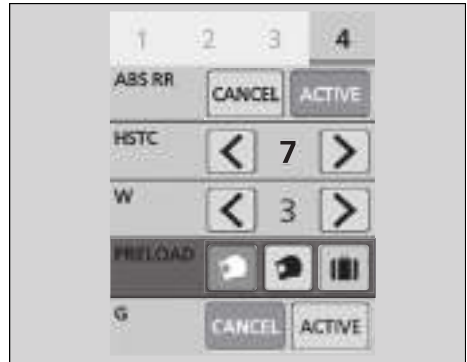 1 2 3 4
ABS RR CANCEL ACTIVE
HSTC < 7 >
W < 3 >
PRELOAD
G CANCEL ACTIVE